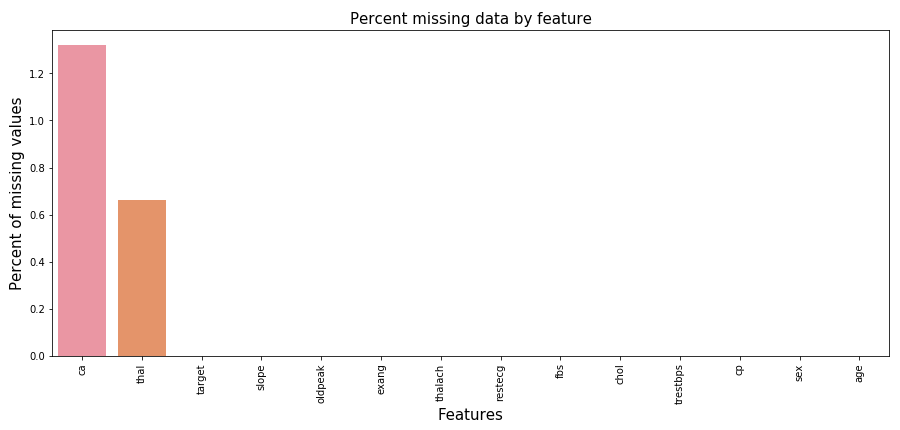 Percent missing data by feature
Percent of missing values
1.2
1.0
0.8
0.6
0.4
0.2
0.0
ca
thal
target
slope
oldpeak
exang
thalach
restecg
fbs
chol
trestbps
cp
sex
age
Features